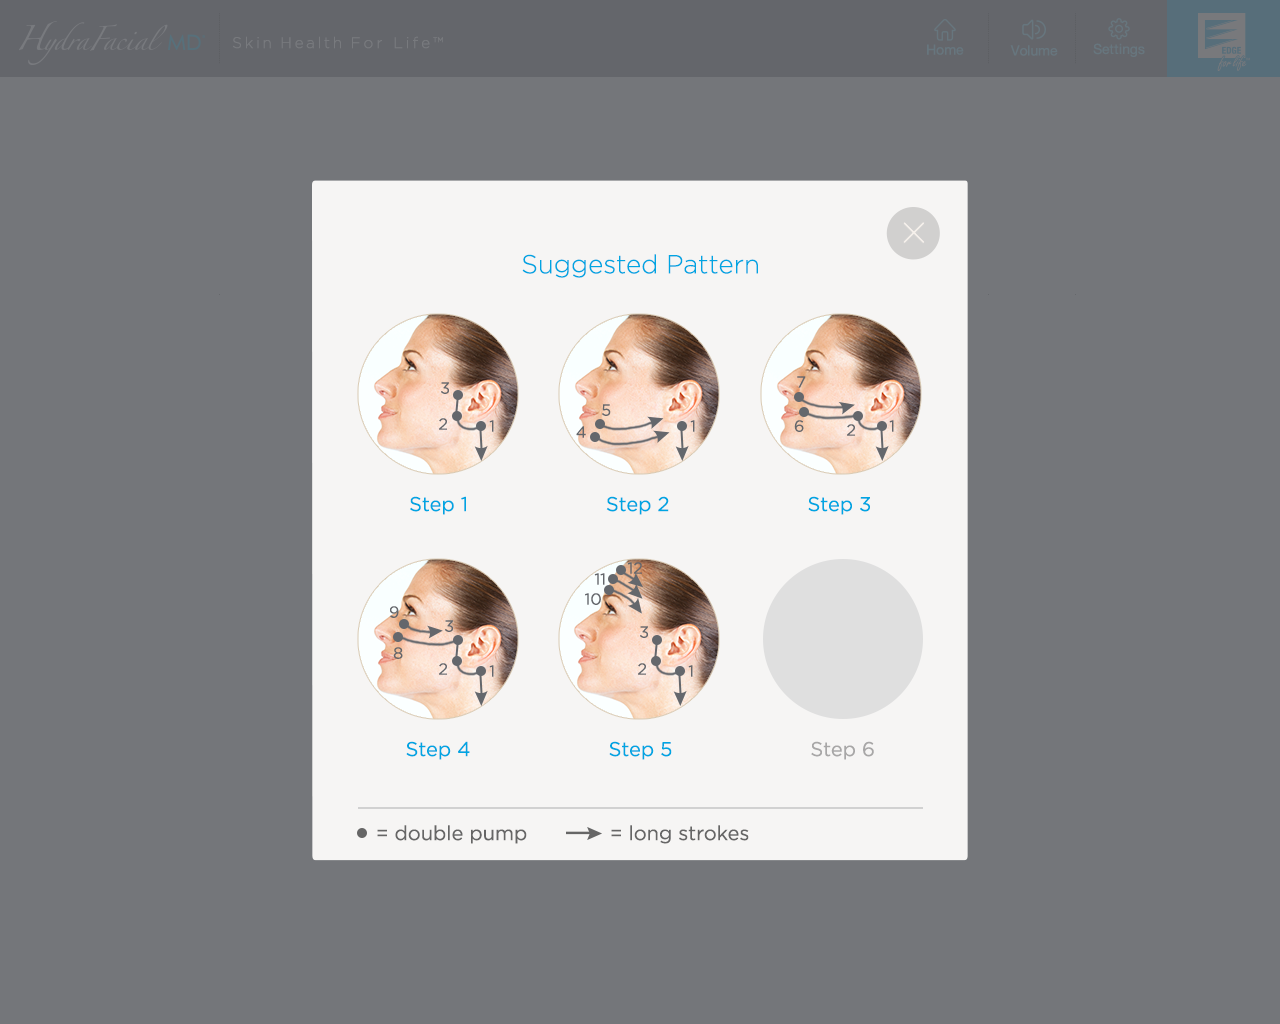 HydraFacial MD
Skin Health For Life™
Home
Volume
Settings
EDGE
for life
Suggested Pattern
3
2
1
5
4
1
7
6
2
1
Step 1
Step 2
Step 3
9
3
8
2
1
12
11
10
3
2
1
Step 4
Step 5
Step 6
= double pump
= long strokes